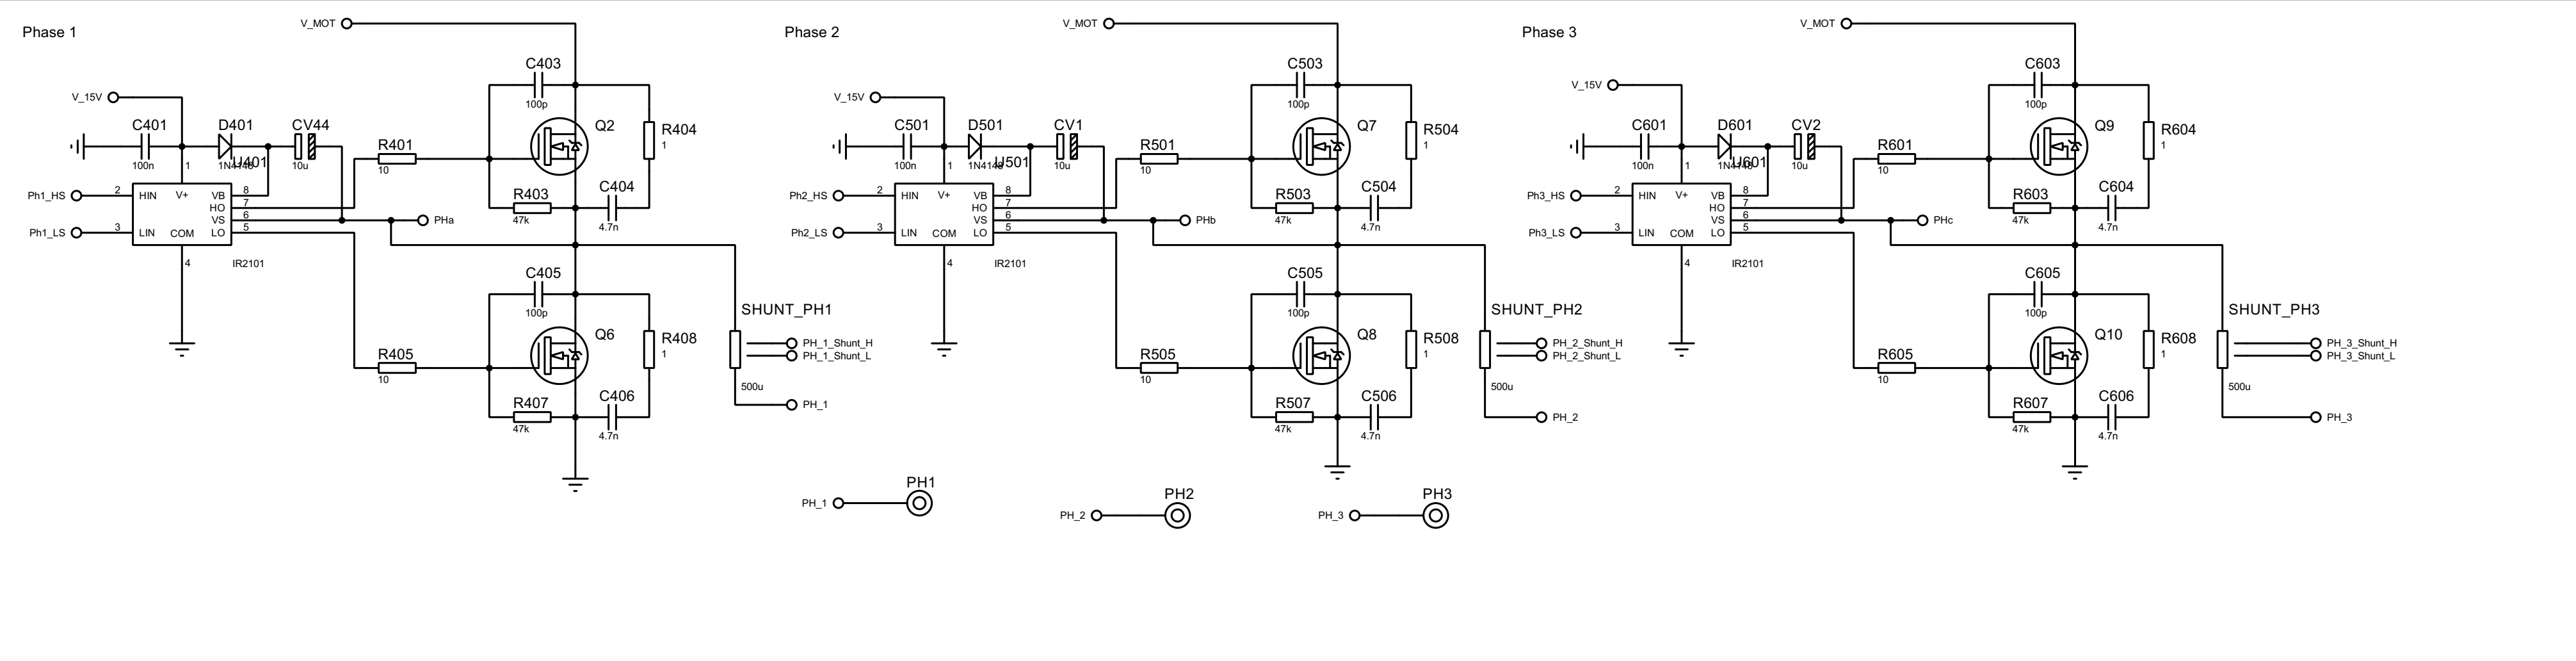 Phase 1
V_MOT
C403
100p
V_15V
C401
100n
D401
1N4148
U401
CV44
10u
1
R401
10
Q2
R404
1
R403
47k
C404
4.7n
Ph1_HS
2
HIN
V+
VB
8
HO
7
VS
6
PHa
Ph1_LS
3
LIN
COM
LO
5
4
IR2101
C405
100p
R405
10
Q6
R408
1
R407
47k
C406
4.7n
SHUNT_PH1
PH_1_Shunt_H
PH_1_Shunt_L
500u
PH_1
Phase 2
V_MOT
C503
100p
V_15V
C501
100n
D501
1N4148
U501
CV1
10u
1
R501
10
Q7
R504
1
R503
47k
C504
4.7n
Ph2_HS
2
HIN
V+
VB
8
HO
7
VS
6
PHb
Ph2_LS
3
LIN
COM
LO
5
4
IR2101
C505
100p
R505
10
Q8
R508
1
R507
47k
C506
4.7n
SHUNT_PH2
PH_2_Shunt_H
PH_2_Shunt_L
500u
PH_2
Phase 3
V_MOT
C603
100p
V_15V
C601
100n
D601
1N4148
U601
CV2
10u
1
R601
10
Q9
R604
1
R603
47k
C604
4.7n
Ph3_HS
2
HIN
V+
VB
8
HO
7
VS
6
PHc
Ph3_LS
3
LIN
COM
LO
5
4
IR2101
C605
100p
R605
10
Q10
R608
1
R607
47k
C606
4.7n
SHUNT_PH3
PH_3_Shunt_H
PH_3_Shunt_L
500u
PH_3
PH_1
PH1
PH_2
PH2
PH_3
PH3